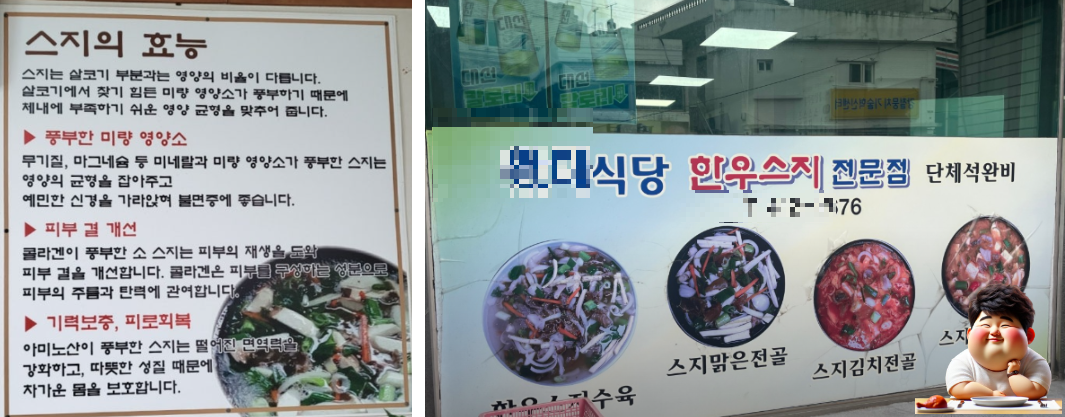 스지의 효능
스지는 살코기 부분과는 영양의 비율이 다릅니다.
살코기에서 찾기 힘든 미량 영양소가 풍부하기 때문에
체내에 부족하기 쉬운 영양 균형을 맞추어 줍니다.
▶ 풍부한 미량 영양소
무기질, 마그네슘 등 미네랄과 미량 영양소가 풍부한 스지는
영양의 균형을 잡아주고
예민한 신경을 가라앉혀 불면증에 좋습니다.
▶ 피부 결 개선
콜라겐이 풍부한 소 스지는 피부의 재생을 도와
피부 결을 개선합니다. 콜라겐은 피부를 구성하는 성분으로
피부의 주름과 탄력에 관여합니다.
▶ 기력보충, 피로회복
아미노산이 풍부한 스지는 떨어진 면역력을
강화하고, 따뜻한 성질 때문에
차가운 몸을 보호합니다.
대선
대선
식당 한우스지 전문점 단체석완비
76
한우스지수육
스지맑은전골
스지김치전골
스지